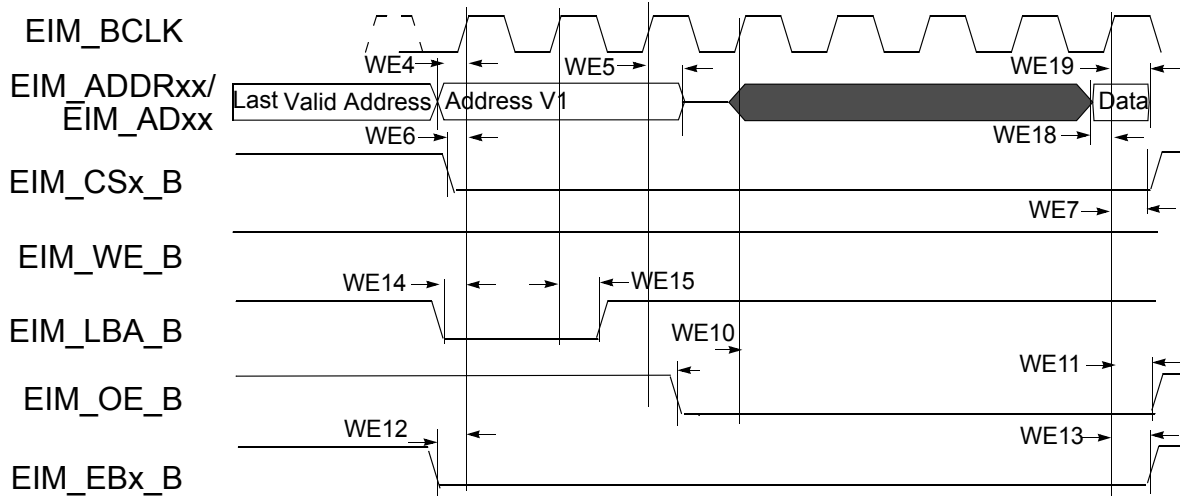 EIM_BCLK
WE4
WE5
WE19
EIM_ADDRxx/
EIM_ADxx
Last Valid Address
Address V1
Data
WE6
WE18
EIM_CSx_B
WE7
EIM_WE_B
WE14
WE15
EIM_LBA_B
WE10
WE11
EIM_OE_B
WE12
WE13
EIM_EBx_B